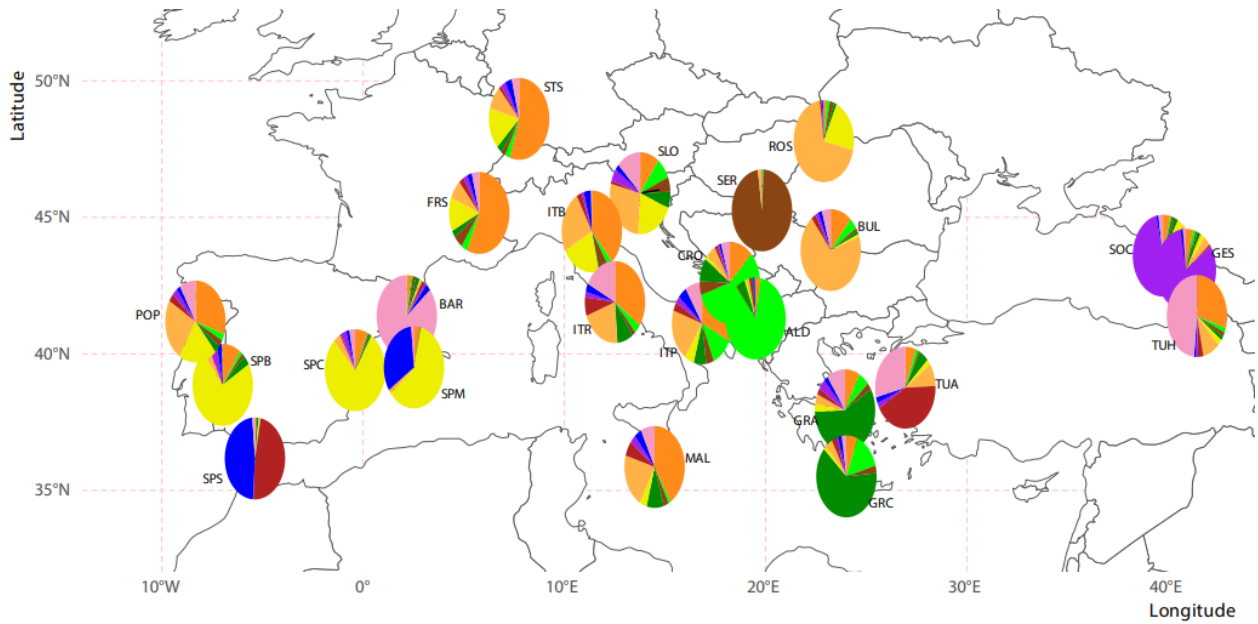 Latitude
50°N
45°N
40°N
35°N
STS
ROS
SLO
SER
FRS
ITB
BUL
SOC
GES
CRO
BAR
POP
ITR
ALD
TUH
SPB
SPC
SPM
ITP
TUA
GRA
MAL
SPS
GRC
10°W
0°
10°E
20°E
30°E
40°E
Longitude